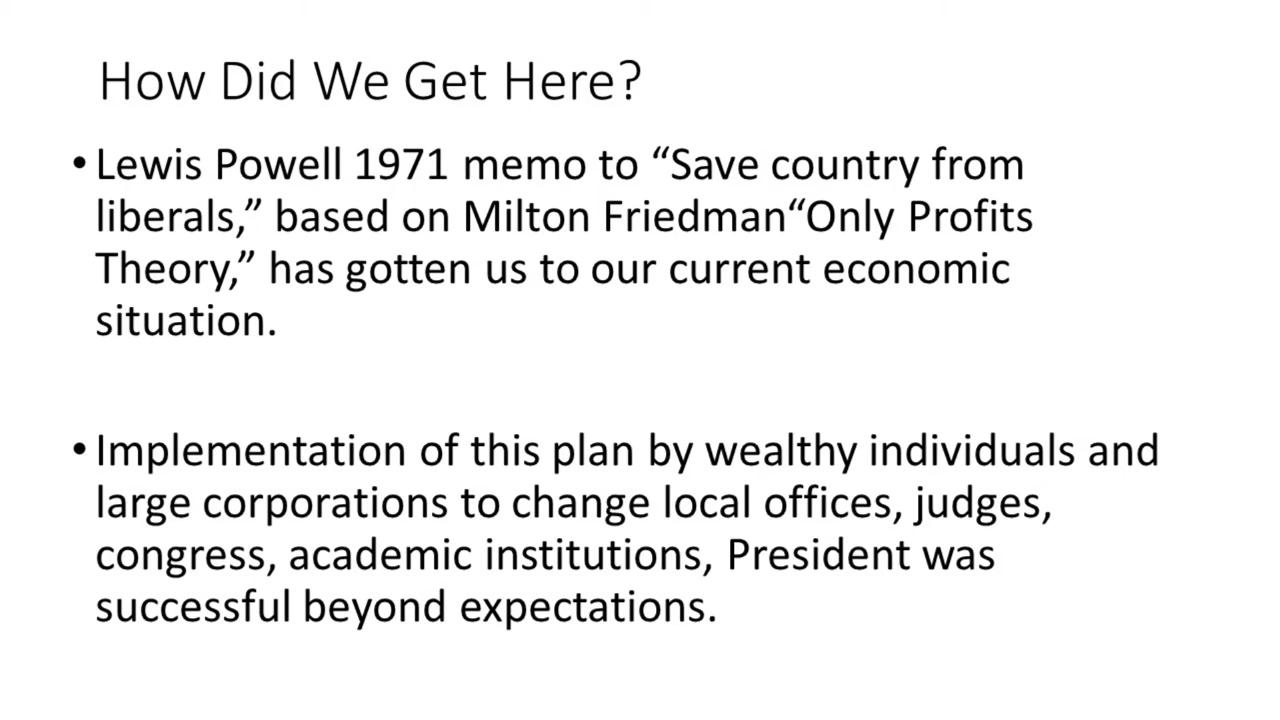 How Did We Get Here?
• Lewis Powell 1971 memo to “Save country from
liberals,” based on Milton Friedman“Only Profits
Theory,” has gotten us to our current economic
situation.
• Implementation of this plan by wealthy individuals and
large corporations to change local offices, judges,
congress, academic institutions, President was
successful beyond expectations.